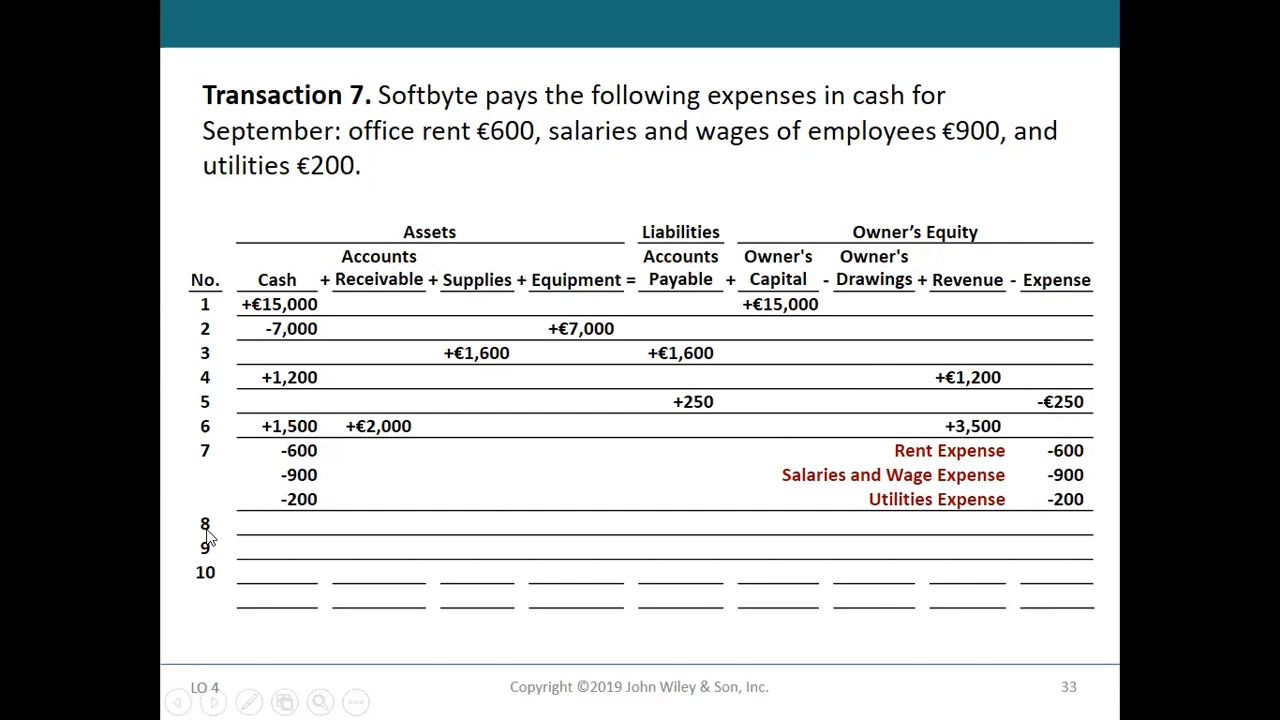 Transaction 7. Softbyte pays the following expenses in cash for
September: office rent €600, salaries and wages of employees €900, and
utilities €200.
Assets Liabilities Owner's Equity
Accounts Accounts Owner's Owner's
No. Cash + Receivable + Supplies + Equipment = Payable + Capital - Drawings + Revenue - Expense
1 +€15,000 +€15,000
2 -7,000 +€7,000
3 +€1,600 +€1,600
4 +1,200 +€1,200
5 +250 -€250
6 +1,500 +€2,000 +3,500
7 -600 Rent Expense -600
-900 Salaries and Wage Expense -900
-200 Utilities Expense -200
8
9
10
LO 4 Copyright ©2019 John Wiley & Son, Inc. 33